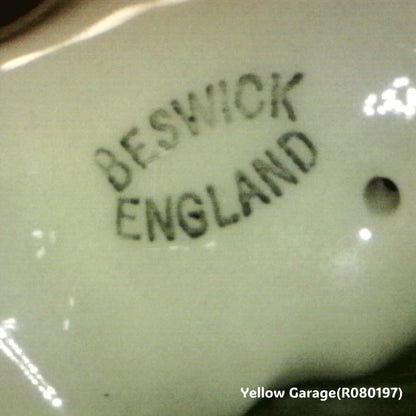 BESWICK
ENGLAND
Yellow Garage(R080197)